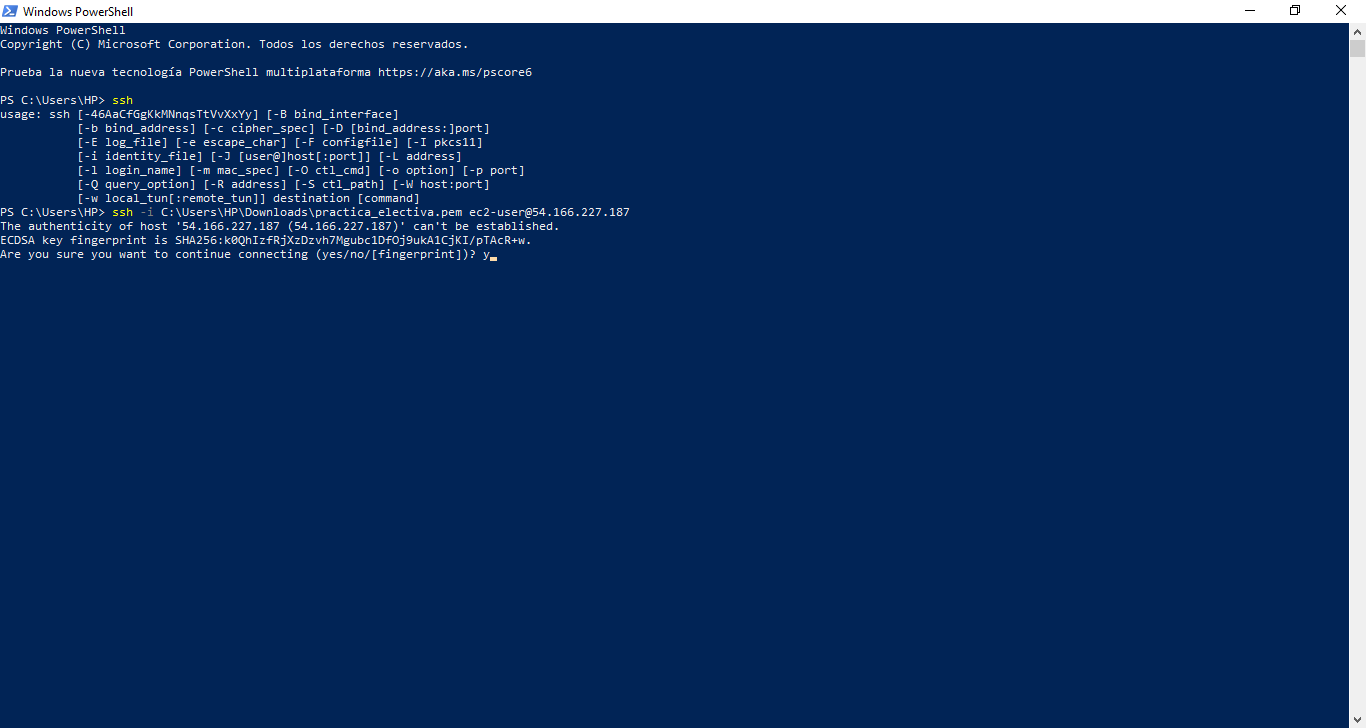 Windows PowerShell
Windows PowerShell
Copyright (C) Microsoft Corporation. Todos los derechos reservados.
Prueba la nueva tecnología PowerShell multiplataforma https://aka.ms/pscore6
PS C:\Users\HP> ssh
usage: ssh [-46AaCfGgKkMNnqsTtVvXxYy] [-B bind_interface]
           [-b bind_address] [-c cipher_spec] [-D [bind_address:]port]
           [-E log_file] [-e escape_char] [-F configfile] [-I pkcs11]
           [-i identity_file] [-J [user@]host[:port]] [-L address]
           [-l login_name] [-m mac_spec] [-O ctl_cmd] [-o option] [-p port]
           [-Q query_option] [-R address] [-S ctl_path] [-W host:port]
           [-w local_tun[:remote_tun]] destination [command]
PS C:\Users\HP> ssh -i C:\Users\HP\Downloads\practica_electiva.pem ec2-user@54.166.227.187
The authenticity of host '54.166.227.187 (54.166.227.187)' can't be established.
ECDSA key fingerprint is SHA256:k0QhIzfRjXzDzvh7Mgubc1DfOj9ukA1CjKI/pTAcR+w.
Are you sure you want to continue connecting (yes/no/[fingerprint])? y